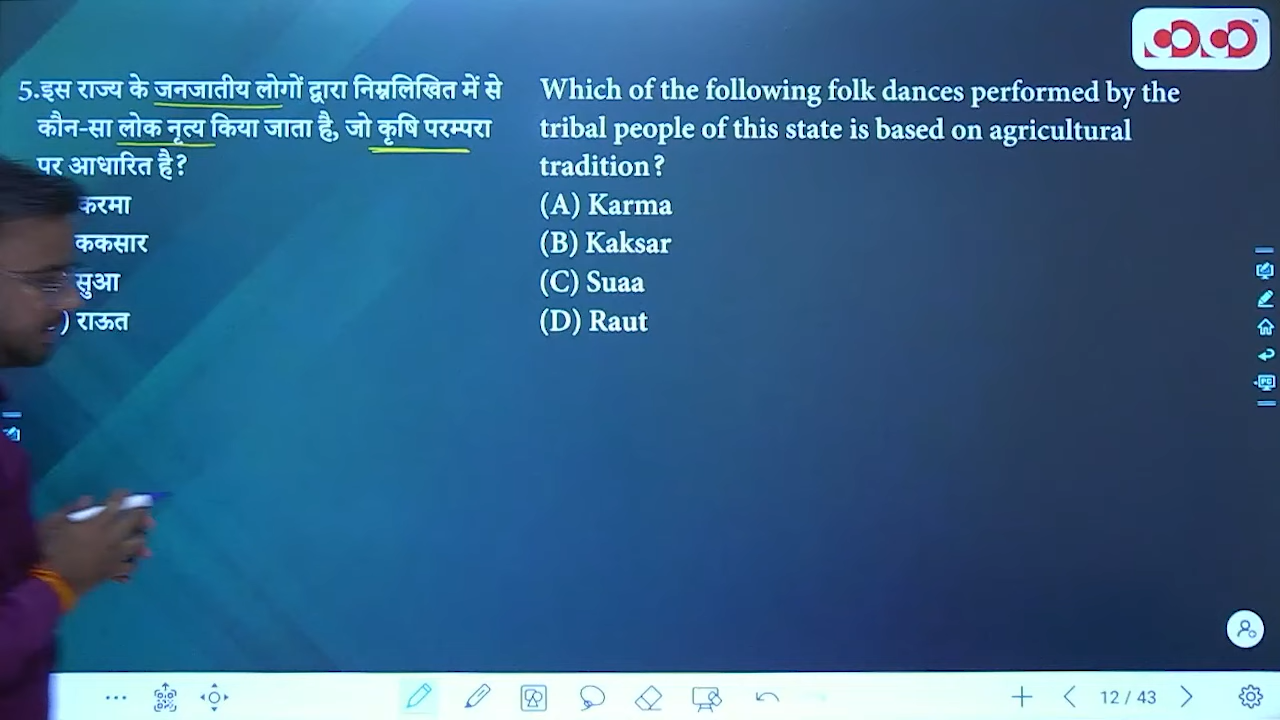 5.इस राज्य के जनजातीय लोगों द्वारा निम्नलिखित में से
कौन-सा लोक नृत्य किया जाता है, जो कृषि परम्परा
पर आधारित है?
करमा
ककसार
सुआ
) राऊत
Which of the following folk dances performed by the
tribal people of this state is based on agricultural
tradition?
(A) Karma
(B) Kaksar
(C) Suaa
(D) Raut
12 / 43